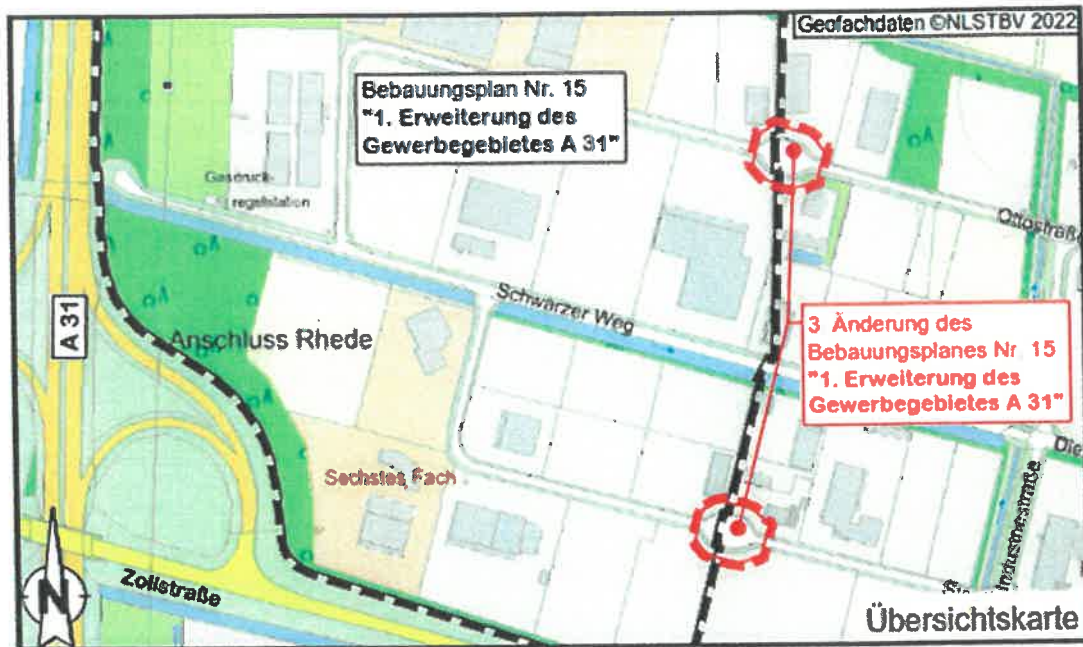 Geofachdaten ©NLSTBV 2022
Bebauungsplan Nr. 15
"1. Erweiterung des
Gewerbegebietes A 31"
Gasdruck-
regelstation
Ottostraße
A 31
Schwarzer Weg
Anschluss Rhede
3 Änderung des
Bebauungsplanes Nr. 15
"1. Erweiterung des
Gewerbegebietes A 31"
Sechstes Fach
Industriestraße
Zollstraße
N
Übersichtskarte